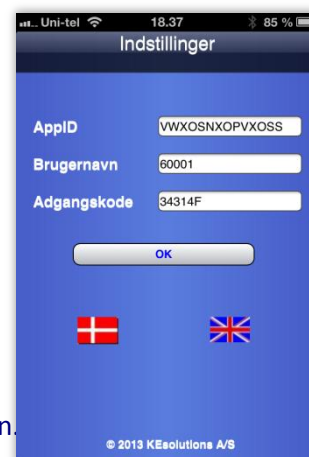 Uni-tel 18.37 85 %
Indstillinger
AppID VWXOSNXOPVXOSS
Brugernavn 60001
Adgangskode 34314F
OK
n.
© 2013 KEsolutions A/S